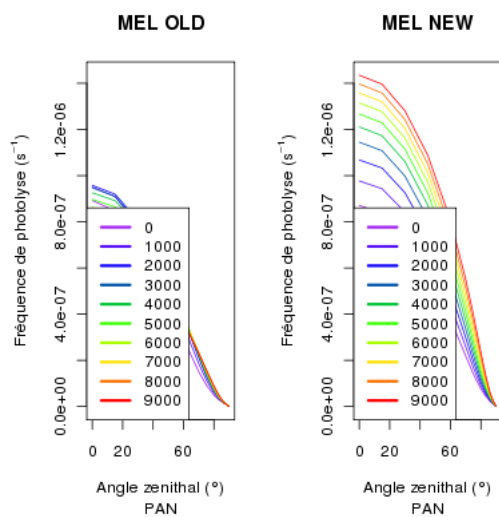 MEL OLD
Fréquence de photolyse (s⁻¹)
0.0e+00 4.0e-07 8.0e-07 1.2e-06
0
1000
2000
3000
4000
5000
6000
7000
8000
9000
0 20 60
Angle zenithal (°)
PAN
MEL NEW
Fréquence de photolyse (s⁻¹)
0.0e+00 4.0e-07 8.0e-07 1.2e-06
0
1000
2000
3000
4000
5000
6000
7000
8000
9000
0 20 60
Angle zenithal (°)
PAN